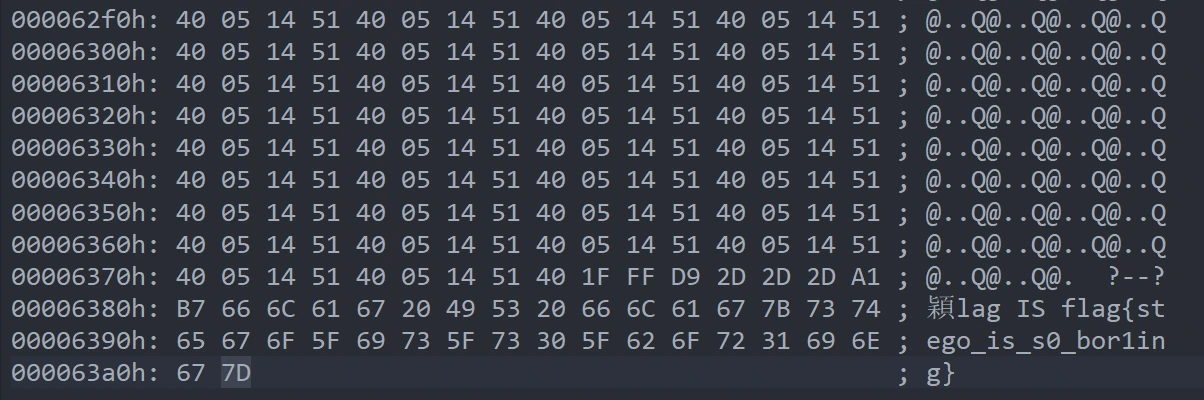 000062f0h: 40 05 14 51 40 05 14 51 40 05 14 51 40 05 14 51 ; @..Q@..Q@..Q@..Q
00006300h: 40 05 14 51 40 05 14 51 40 05 14 51 40 05 14 51 ; @..Q@..Q@..Q@..Q
00006310h: 40 05 14 51 40 05 14 51 40 05 14 51 40 05 14 51 ; @..Q@..Q@..Q@..Q
00006320h: 40 05 14 51 40 05 14 51 40 05 14 51 40 05 14 51 ; @..Q@..Q@..Q@..Q
00006330h: 40 05 14 51 40 05 14 51 40 05 14 51 40 05 14 51 ; @..Q@..Q@..Q@..Q
00006340h: 40 05 14 51 40 05 14 51 40 05 14 51 40 05 14 51 ; @..Q@..Q@..Q@..Q
00006350h: 40 05 14 51 40 05 14 51 40 05 14 51 40 05 14 51 ; @..Q@..Q@..Q@..Q
00006360h: 40 05 14 51 40 05 14 51 40 05 14 51 40 05 14 51 ; @..Q@..Q@..Q@..Q
00006370h: 40 05 14 51 40 05 14 51 40 1F FF D9 2D 2D 2D A1 ; @..Q@..Q@.  ?--?
00006380h: B7 66 6C 61 67 20 49 53 20 66 6C 61 67 7B 73 74 ; 穎lag IS flag{st
00006390h: 65 67 6F 5F 69 73 5F 73 30 5F 62 6F 72 31 69 6E ; ego_is_s0_bor1in
000063a0h: 67 7D ; g}